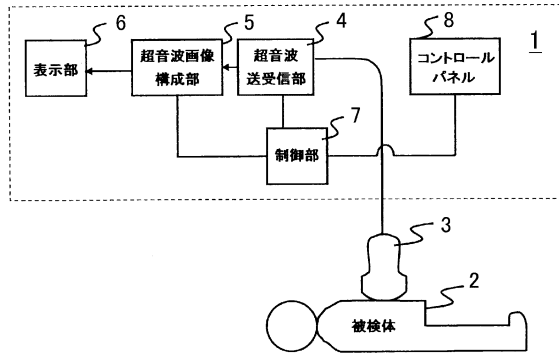 6
5
4
8
1
表示部
超音波画像
構成部
超音波
送受信部
コントロール
パネル
7
制御部
3
2
被検体